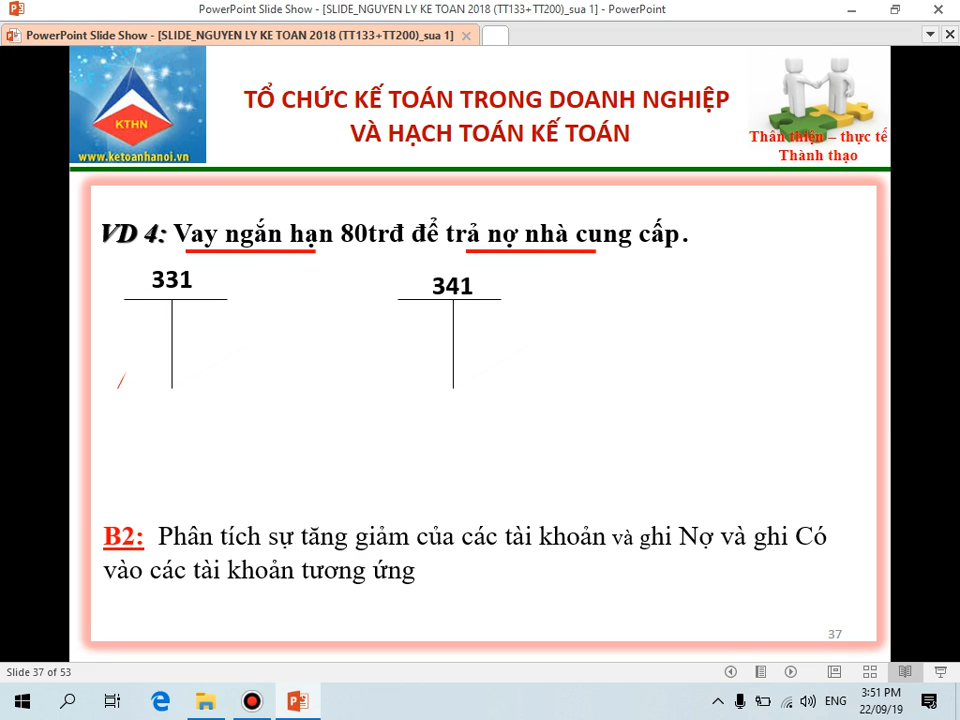 PowerPoint Slide Show - [SLIDE_NGUYEN LY KE TOAN 2018 (TT133+TT200)_sua 1] - PowerPoint
PowerPoint Slide Show - [SLIDE_NGUYEN LY KE TOAN 2018 (TT133+TT200)_sua 1]
KTHN
www.ketoanhanoi.vn
TỔ CHỨC KẾ TOÁN TRONG DOANH NGHIỆP
VÀ HẠCH TOÁN KẾ TOÁN
Thân thiện – thực tế
Thành thạo
VD 4: Vay ngắn hạn 80trđ để trả nợ nhà cung cấp.
331
341
B2: Phân tích sự tăng giảm của các tài khoản và ghi Nợ và ghi Có
vào các tài khoản tương ứng
37
Slide 37 of 53
ENG
3:51 PM
22/09/19